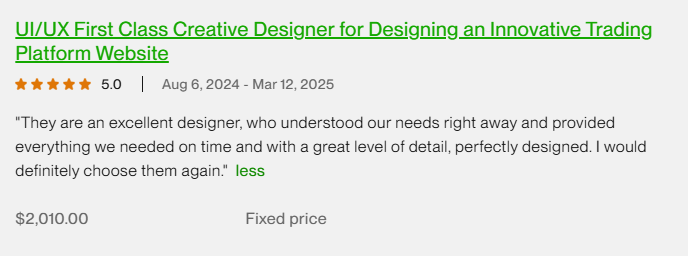 UI/UX First Class Creative Designer for Designing an Innovative Trading
Platform Website
5.0 | Aug 6, 2024 - Mar 12, 2025
"They are an excellent designer, who understood our needs right away and provided
everything we needed on time and with a great level of detail, perfectly designed. I would
definitely choose them again." less
$2,010.00 Fixed price